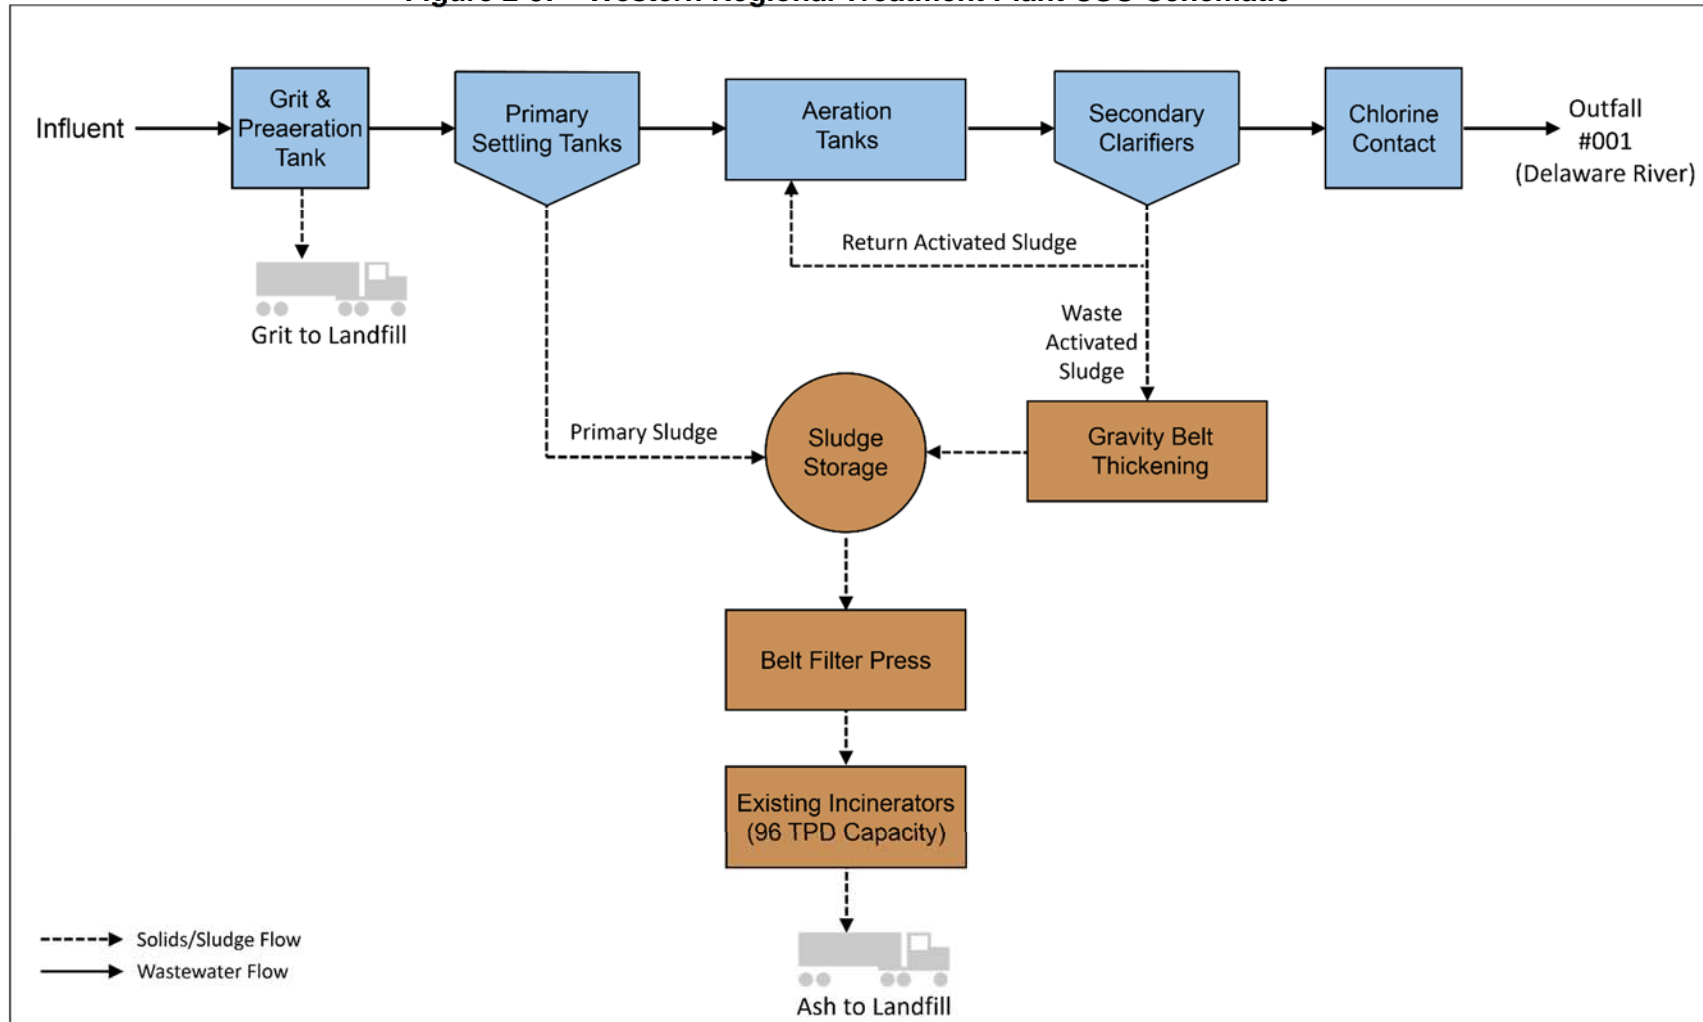 Influent
Grit &
Preaeration
Tank
Primary
Settling Tanks
Aeration
Tanks
Secondary
Clarifiers
Chlorine
Contact
Outfall
#001
(Delaware River)
Return Activated Sludge
Grit to Landfill
Waste
Activated
Sludge
Primary Sludge
Sludge
Storage
Gravity Belt
Thickening
Belt Filter Press
Existing Incinerators
(96 TPD Capacity)
Solids/Sludge Flow
Wastewater Flow
Ash to Landfill